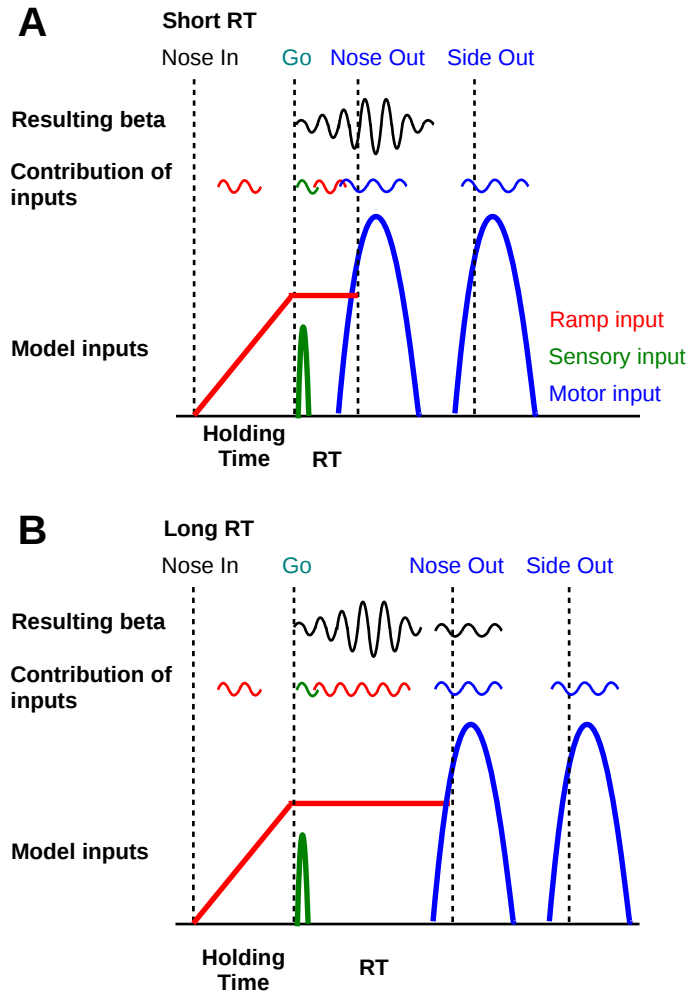 A
Short RT
Nose In Go Nose Out Side Out
Resulting beta
Contribution of
inputs
Ramp input
Model inputs
Sensory input
Motor input
Holding
Time
RT
B
Long RT
Nose In Go Nose Out Side Out
Resulting beta
Contribution of
inputs
Model inputs
Holding
Time
RT